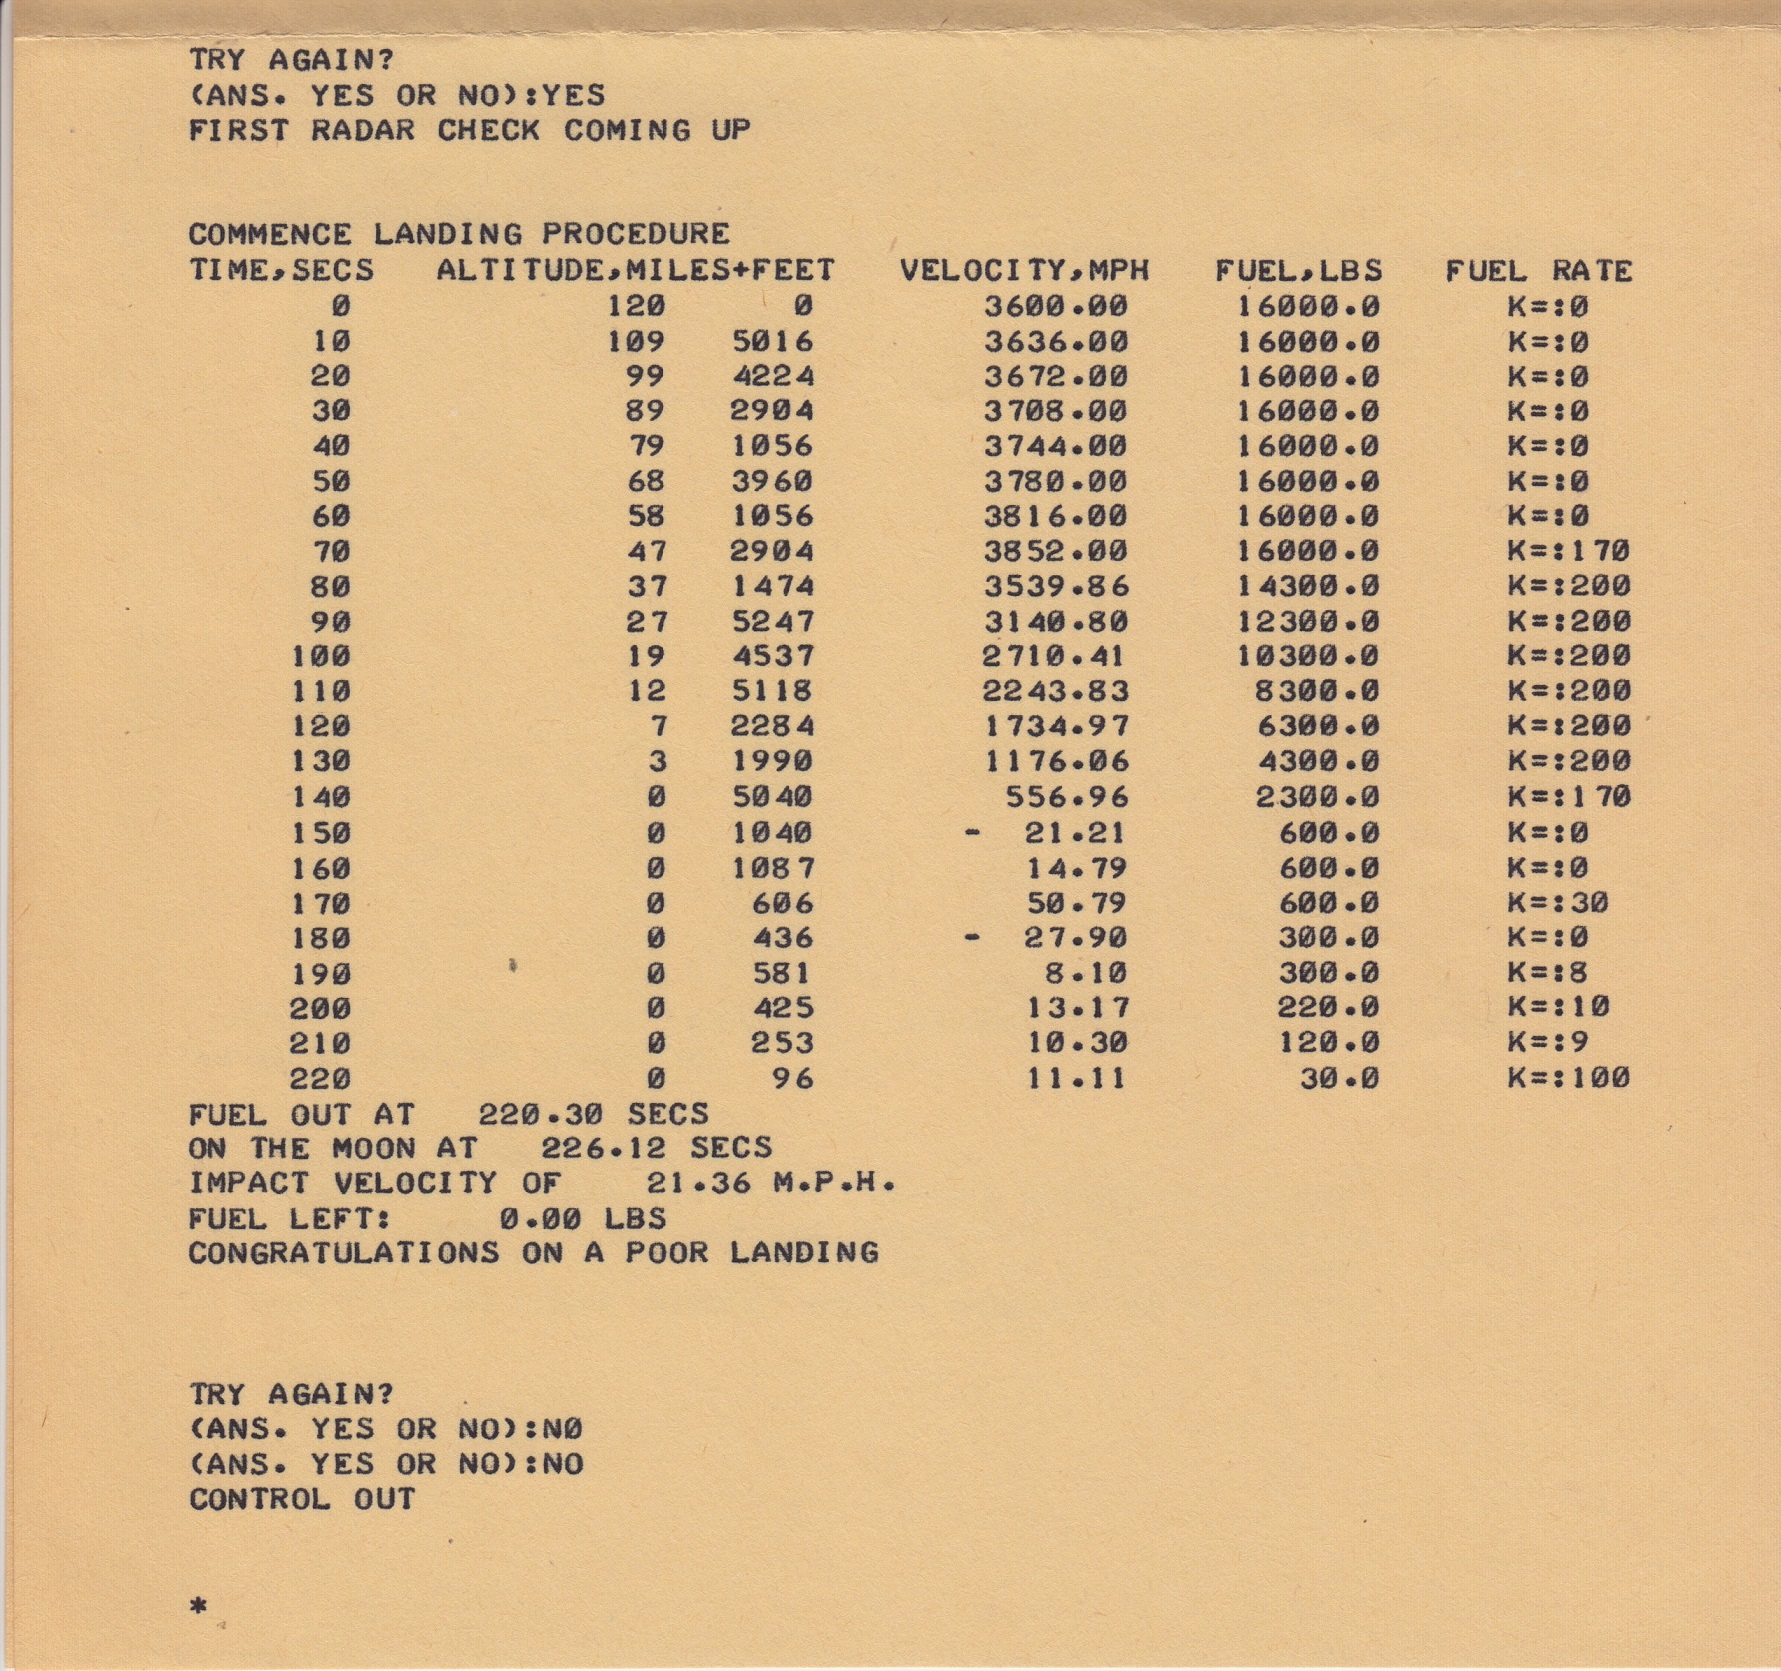 TRY AGAIN?
(ANS. YES OR NO):YES
FIRST RADAR CHECK COMING UP
COMMENCE LANDING PROCEDURE
TIME,SECS   ALTITUDE,MILES+FEET   VELOCITY,MPH   FUEL,LBS   FUEL RATE
0   120   0   3600.00   16000.0   K=:0
10   109   5016   3636.00   16000.0   K=:0
20   99   4224   3672.00   16000.0   K=:0
30   89   2904   3708.00   16000.0   K=:0
40   79   1056   3744.00   16000.0   K=:0
50   68   3960   3780.00   16000.0   K=:0
60   58   1056   3816.00   16000.0   K=:0
70   47   2904   3852.00   16000.0   K=:170
80   37   1474   3539.86   14300.0   K=:200
90   27   5247   3140.80   12300.0   K=:200
100   19   4537   2710.41   10300.0   K=:200
110   12   5118   2243.83   8300.0   K=:200
120   7   2284   1734.97   6300.0   K=:200
130   3   1990   1176.06   4300.0   K=:200
140   0   5040   556.96   2300.0   K=:170
150   0   1040   -  21.21   600.0   K=:0
160   0   1087   14.79   600.0   K=:0
170   0   606   50.79   600.0   K=:30
180   0   436   -  27.90   300.0   K=:0
190   0   581   8.10   300.0   K=:8
200   0   425   13.17   220.0   K=:10
210   0   253   10.30   120.0   K=:9
220   0   96   11.11   30.0   K=:100
FUEL OUT AT   220.30 SECS
ON THE MOON AT   226.12 SECS
IMPACT VELOCITY OF    21.36 M.P.H.
FUEL LEFT:     0.00 LBS
CONGRATULATIONS ON A POOR LANDING
TRY AGAIN?
(ANS. YES OR NO):N0
(ANS. YES OR NO):NO
CONTROL OUT
*